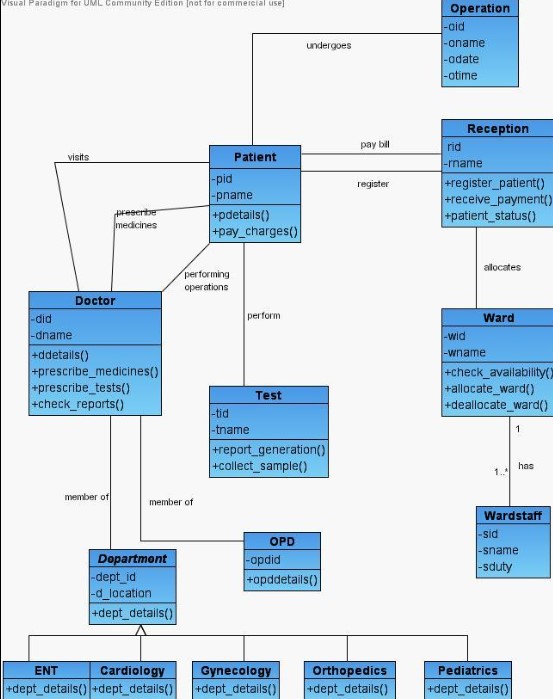 Visual Paradigm for UML Community Edition [not for commercial use]
Operation
-oid
-oname
-odate
-otime
undergoes
Reception
rid
-rname
+register_patient()
+receive_payment()
+patient_status()
pay bill
register
Patient
-pid
-pname
+pdetails()
+pay_charges()
visits
prescribe
medicines
performing
operations
perform
allocates
Doctor
-did
-dname
+ddetails()
+prescribe_medicines()
+prescribe_tests()
+check_reports()
Ward
-wid
-wname
+check_availability()
+allocate_ward()
+deallocate_ward()
Test
-tid
-tname
+report_generation()
+collect_sample()
1
has
1..*
member of
member of
Wardstaff
-sid
-sname
-sduty
OPD
-opdid
+opddetails()
Department
-dept_id
-d_location
+dept_details()
ENT
+dept_details()
Cardiology
+dept_details()
Gynecology
+dept_details()
Orthopedics
+dept_details()
Pediatrics
+dept_details()